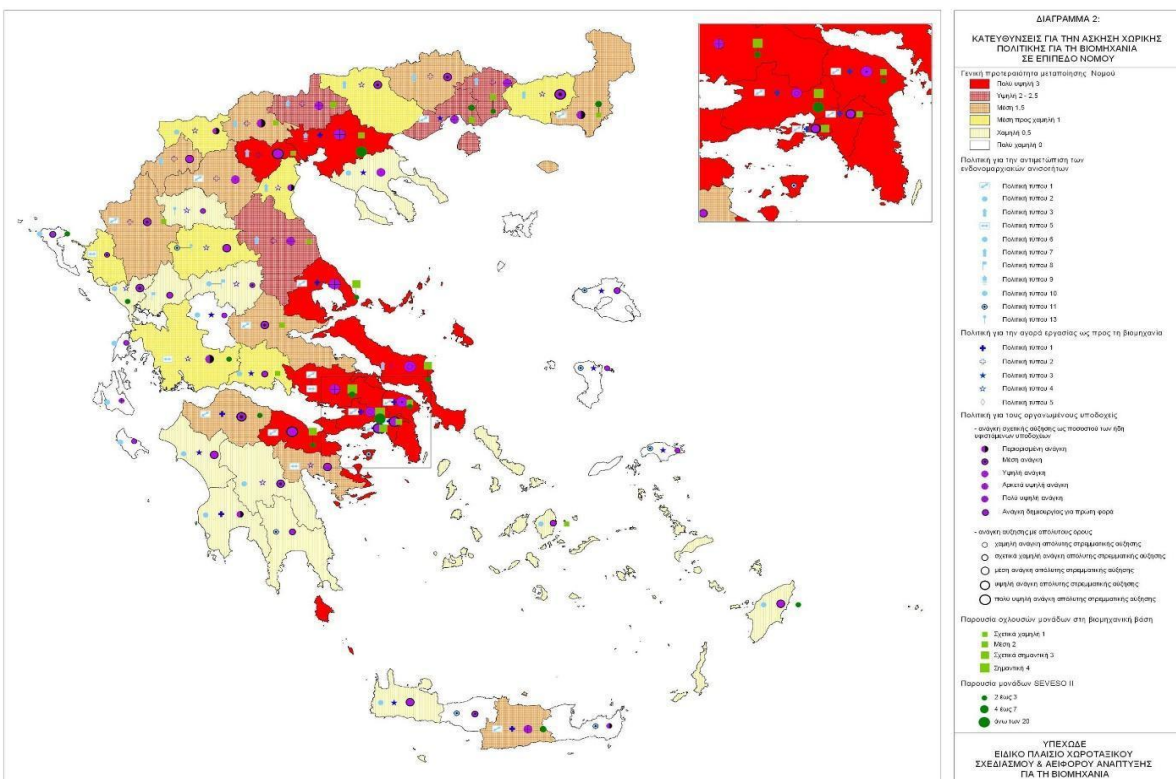 ΔΙΑΓΡΑΜΜΑ 2:
ΚΑΤΕΥΘΥΝΣΕΙΣ ΓΙΑ ΤΗΝ ΑΣΚΗΣΗ ΧΩΡΙΚΗΣ
ΠΟΛΙΤΙΚΗΣ ΓΙΑ ΤΗ ΒΙΟΜΗΧΑΝΙΑ
ΣΕ ΕΠΙΠΕΔΟ ΝΟΜΟΥ
Γενική προτεραιότητα μεταποίησης Νομού
Πολύ υψηλή 3
Υψηλή 2 - 2.5
Μέση 1,5
Μέση προς χαμηλή 1
Χαμηλή 0,5
Πολύ χαμηλή 0
Πολιτική για την αντιμετώπιση των
ενδονομαρχιακών ανισοτήτων
Πολιτική τύπου 1
Πολιτική τύπου 2
Πολιτική τύπου 3
Πολιτική τύπου 5
Πολιτική τύπου 6
Πολιτική τύπου 7
Πολιτική τύπου 8
Πολιτική τύπου 9
Πολιτική τύπου 10
Πολιτική τύπου 11
Πολιτική τύπου 13
Πολιτική για την αγορά εργασίας ως προς τη βιομηχανία
Πολιτική τύπου 1
Πολιτική τύπου 2
Πολιτική τύπου 3
Πολιτική τύπου 4
Πολιτική τύπου 5
Πολιτική για τους οργανωμένους υποδοχείς
- ανάγκη σχετικής αύξησης ως ποσοστού των ήδη
υφιστάμενων υποδοχέων
Περιορισμένη ανάγκη
Μέση ανάγκη
Υψηλή ανάγκη
Αρκετά υψηλή ανάγκη
Πολύ υψηλή ανάγκη
Ανάγκη δημιουργίας για πρώτη φορά
- ανάγκη αύξησης με απόλυτους όρους
χαμηλή ανάγκη απόλυτης στρεμματικής αύξησης
σχετικά χαμηλή ανάγκη απόλυτης στρεμματικής αύξησης
μέση ανάγκη απόλυτης στρεμματικής αύξησης
υψηλή ανάγκη απόλυτης στρεμματικής αύξησης
πολύ υψηλή ανάγκη απόλυτης στρεμματικής αύξησης
Παρουσία οχλουσών μονάδων στη βιομηχανική βάση
Σχετικά χαμηλή 1
Μέση 2
Σχετικά σημαντική 3
Σημαντική 4
Παρουσία μονάδων SEVESO II
2 έως 3
4 έως 7
άνω των 20
ΥΠΕΧΩΔΕ
ΕΙΔΙΚΟ ΠΛΑΙΣΙΟ ΧΩΡΟΤΑΞΙΚΟΥ
ΣΧΕΔΙΑΣΜΟΥ & ΑΕΙΦΟΡΟΥ ΑΝΑΠΤΥΞΗΣ
ΓΙΑ ΤΗ ΒΙΟΜΗΧΑΝΙΑ